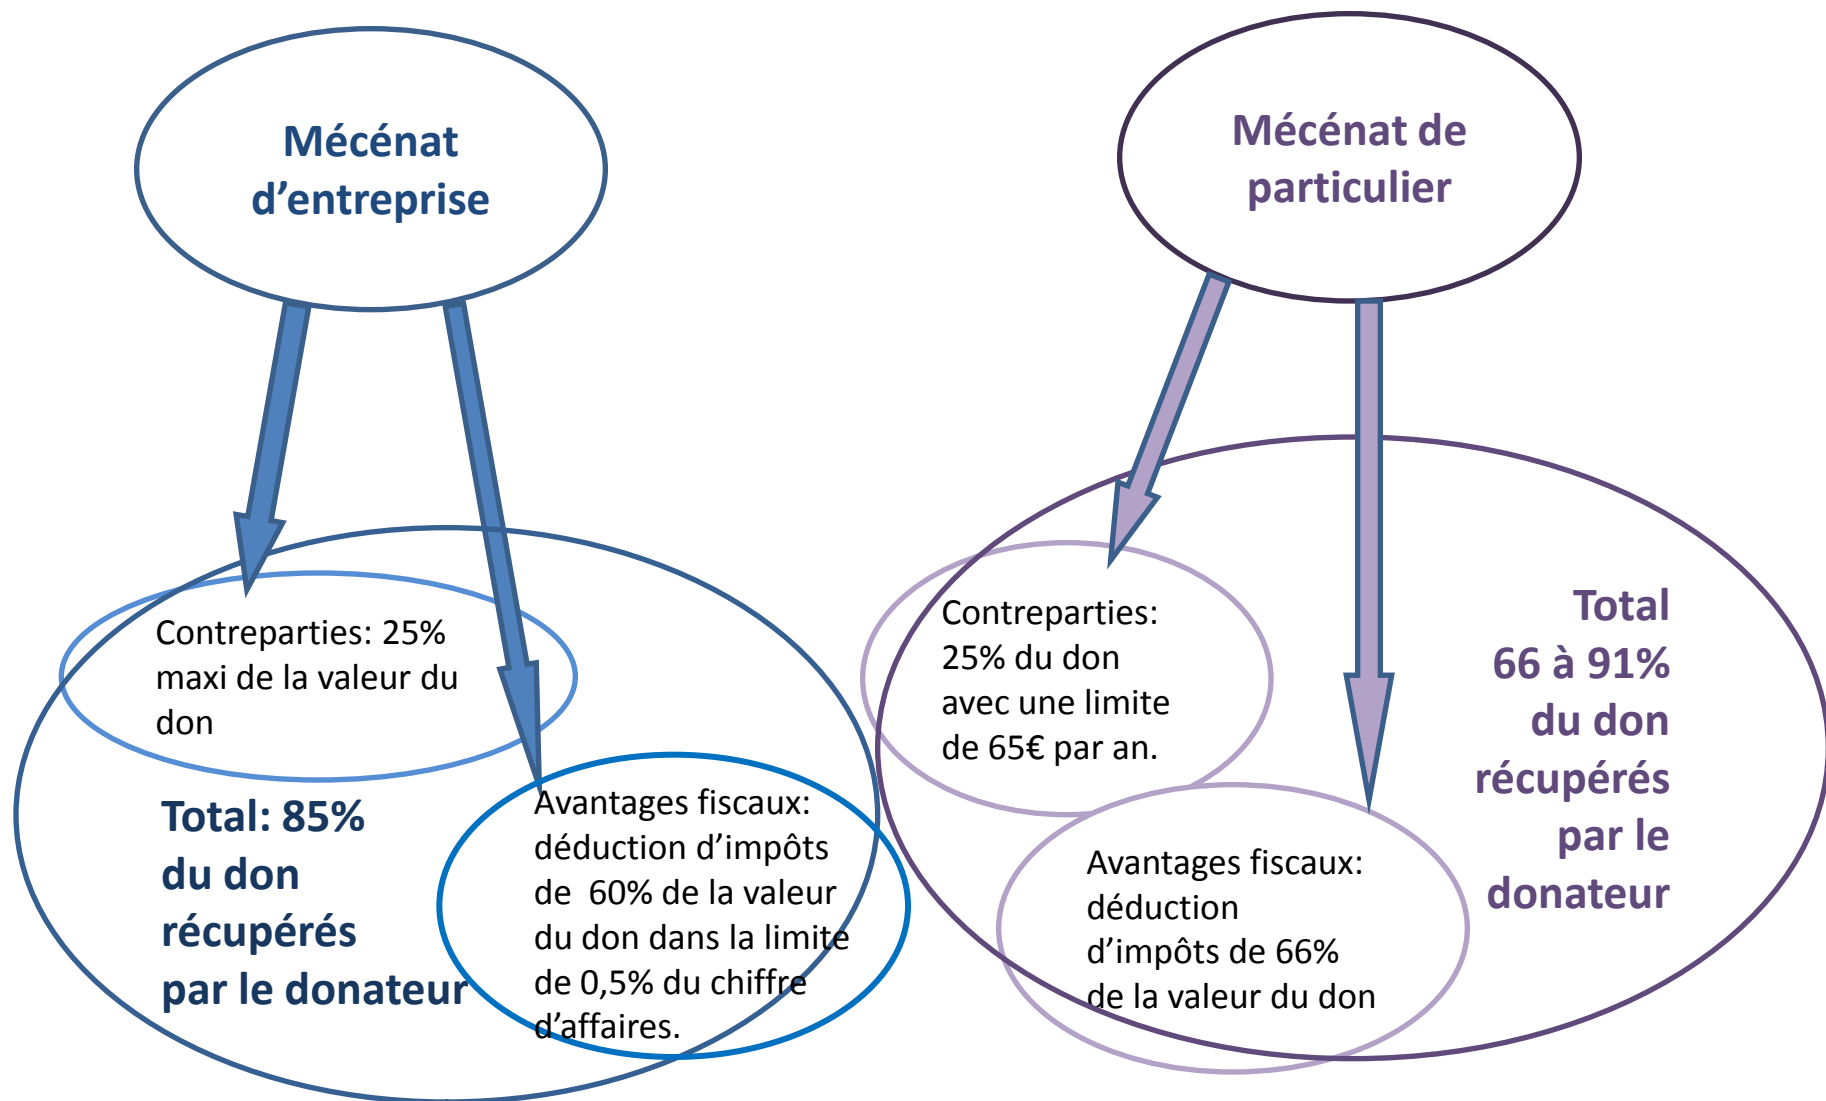 Mécénat
d’entreprise
Mécénat de
particulier
Contreparties: 25%
maxi de la valeur du
don
Total: 85%
du don
récupérés
par le donateur
Avantages fiscaux:
déduction d’impôts
de 60% de la valeur
du don dans la limite
de 0,5% du chiffre
d’affaires.
Contreparties:
25% du don
avec une limite
de 65€ par an.
Total
66 à 91%
du don
récupérés
par le
donateur
Avantages fiscaux:
déduction
d’impôts de 66%
de la valeur du don